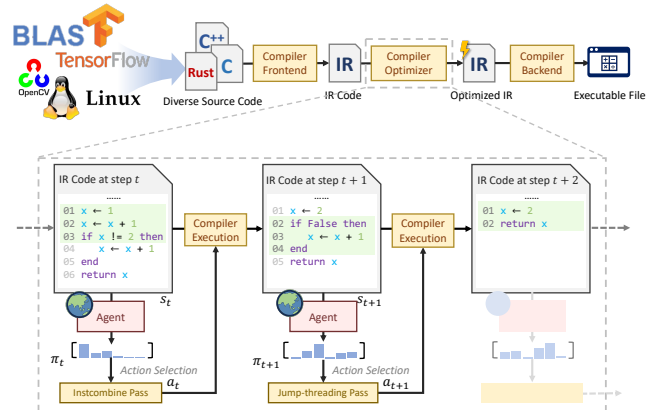 BLAS
TensorFlow
OpenCV
Linux
C++
Rust
C
Diverse Source Code
Compiler
Frontend
IR
IR Code
Compiler
Optimizer
IR
Optimized IR
Compiler
Backend
Executable File
IR Code at step t
......
01 x ← 1
02 x ← x + 1
03 if x != 2 then
04 x ← x + 1
05 end
06 return x
Compiler
Execution
IR Code at step t + 1
......
01 x ← 2
02 if False then
03 x ← x + 1
04 end
05 return x
Compiler
Execution
IR Code at step t + 2
......
01 x ← 2
02 return x
s_t
Agent
π_t
Action Selection
Instcombine Pass
a_t
s_{t+1}
Agent
π_{t+1}
Action Selection
Jump-threading Pass
a_{t+1}